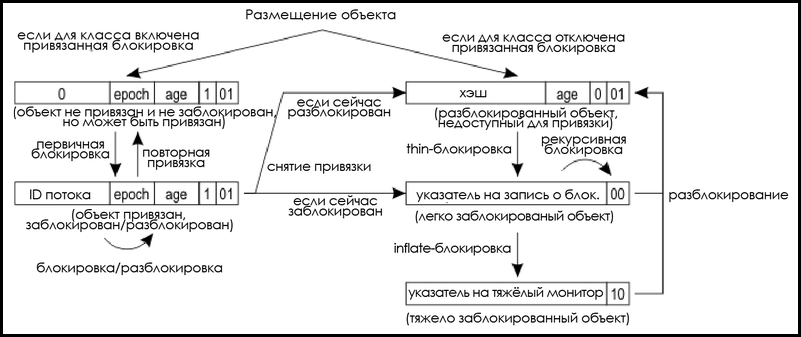 Размещение объекта
если для класса включена
привязанная блокировка
если для класса отключена
привязанная блокировка
0 epoch age 1 01
(объект не привязан и не заблокирован,
но может быть привязан)
хэш age 0 01
(разблокированный объект,
недоступный для привязки)
если сейчас
разблокирован
первичная
блокировка
повторная
привязка
снятие привязки
thin-блокировка
рекурсивная
блокировка
ID потока epoch age 1 01
(объект привязан,
заблокирован/разблокирован)
если сейчас
заблокирован
указатель на запись о блок. 00
(легко заблокированый объект)
разблокирование
блокировка/разблокировка
inflate-блокировка
указатель на тяжёлый монитор 10
(тяжело заблокированный объект)